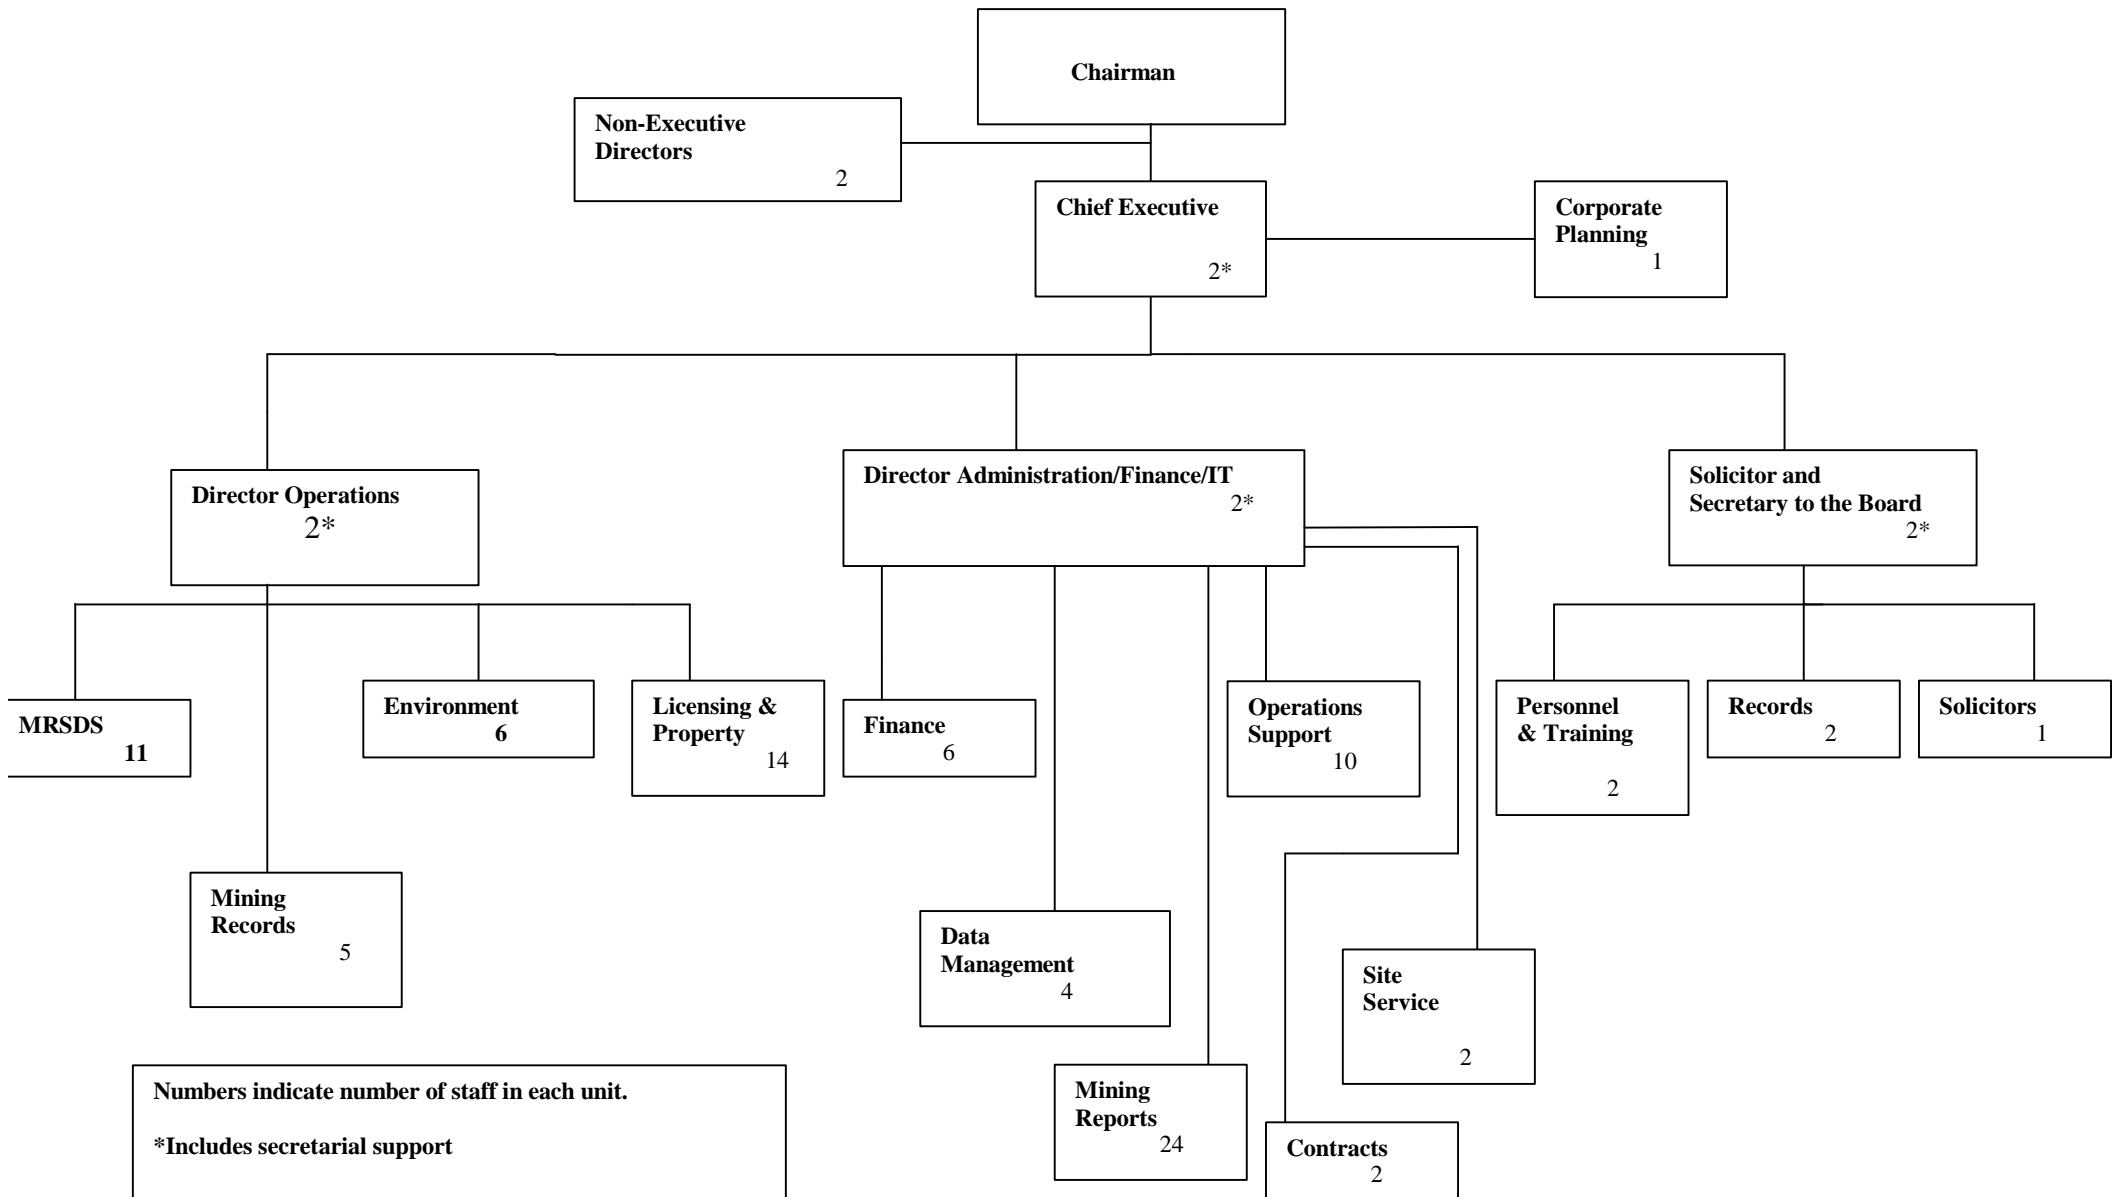 Chairman
Non-Executive
Directors
2
Chief Executive
2*
Corporate
Planning
1
Director Operations
2*
Director Administration/Finance/IT
2*
Solicitor and
Secretary to the Board
2*
MRSDS
11
Environment
6
Licensing &
Property
14
Finance
6
Operations
Support
10
Personnel
& Training
2
Records
2
Solicitors
1
Mining
Records
5
Data
Management
4
Site
Service
2
Mining
Reports
24
Contracts
2
Numbers indicate number of staff in each unit.
*Includes secretarial support